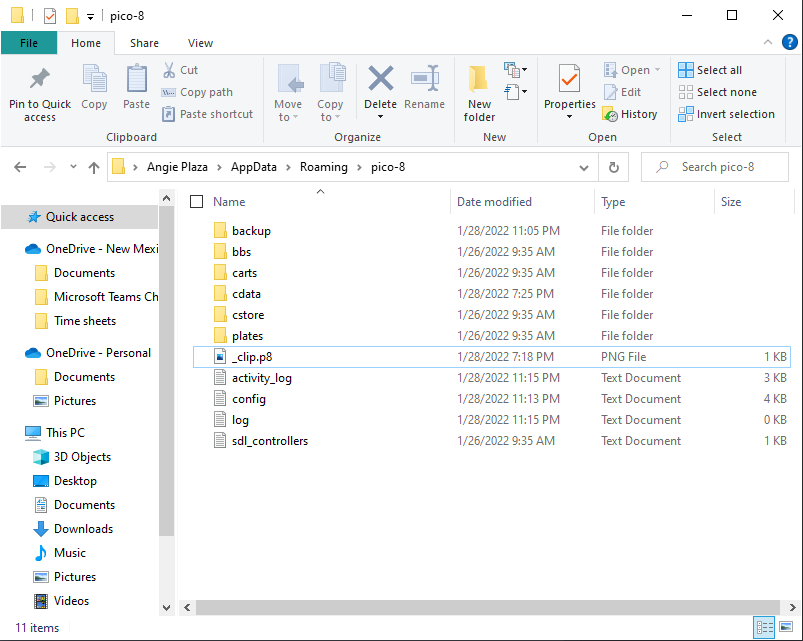 pico-8
File Home Share View
Pin to Quick access
Copy
Paste
Cut
Copy path
Paste shortcut
Clipboard
Move to
Copy to
Delete
Rename
Organize
New folder
New
Properties
Open
Edit
History
Open
Select all
Select none
Invert selection
Select
Angie Plaza > AppData > Roaming > pico-8
Search pico-8
Quick access
OneDrive - New Mexi
Documents
Microsoft Teams Ch
Time sheets
OneDrive - Personal
Documents
Pictures
This PC
3D Objects
Desktop
Documents
Downloads
Music
Pictures
Videos
Name Date modified Type Size
backup 1/28/2022 11:05 PM File folder
bbs 1/26/2022 9:35 AM File folder
carts 1/26/2022 9:35 AM File folder
cdata 1/28/2022 7:25 PM File folder
cstore 1/26/2022 9:35 AM File folder
plates 1/26/2022 9:35 AM File folder
_clip.p8 1/28/2022 7:18 PM PNG File 1 KB
activity_log 1/28/2022 11:15 PM Text Document 3 KB
config 1/28/2022 11:13 PM Text Document 4 KB
log 1/28/2022 11:15 PM Text Document 0 KB
sdl_controllers 1/26/2022 9:35 AM Text Document 1 KB
11 items